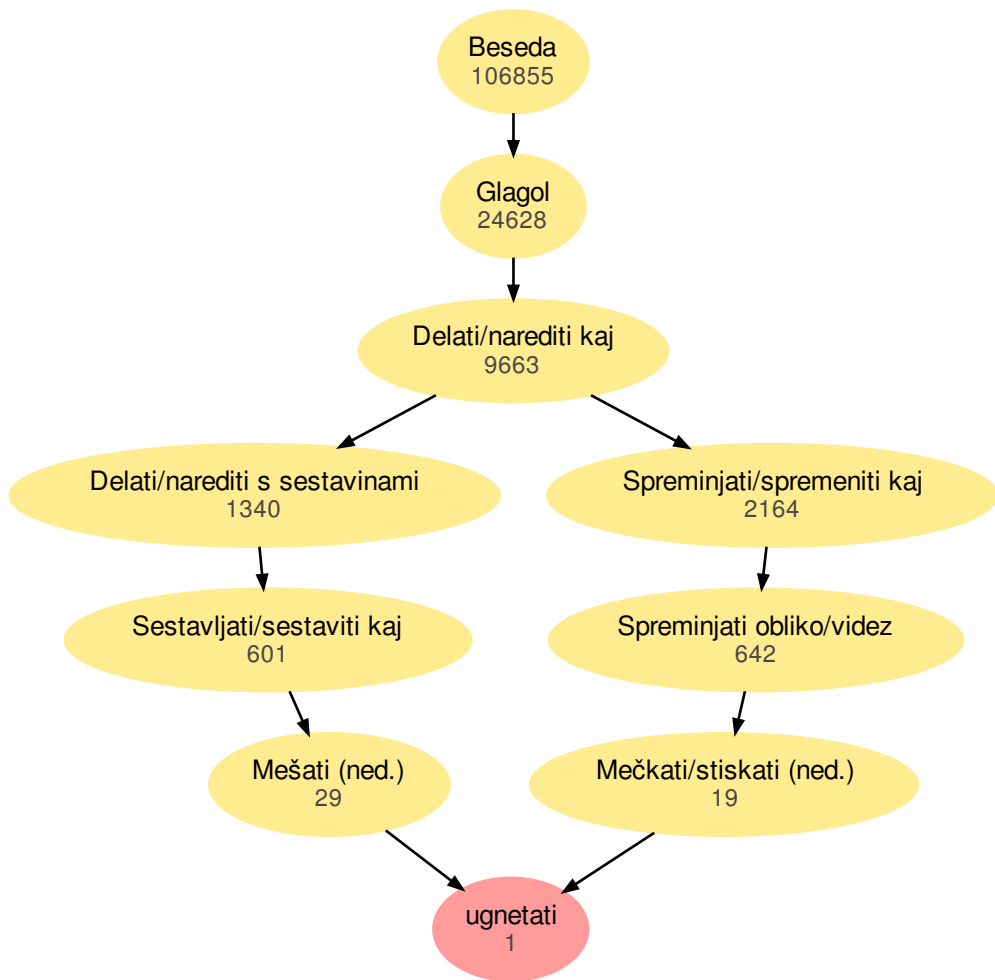 Beseda
106855
Glagol
24628
Delati/narediti kaj
9663
Delati/narediti s sestavinami
1340
Spreminjati/spremeniti kaj
2164
Sestavljati/sestaviti kaj
601
Spreminjati obliko/videz
642
Mešati (ned.)
29
Mečkati/stiskati (ned.)
19
ugnetati
1